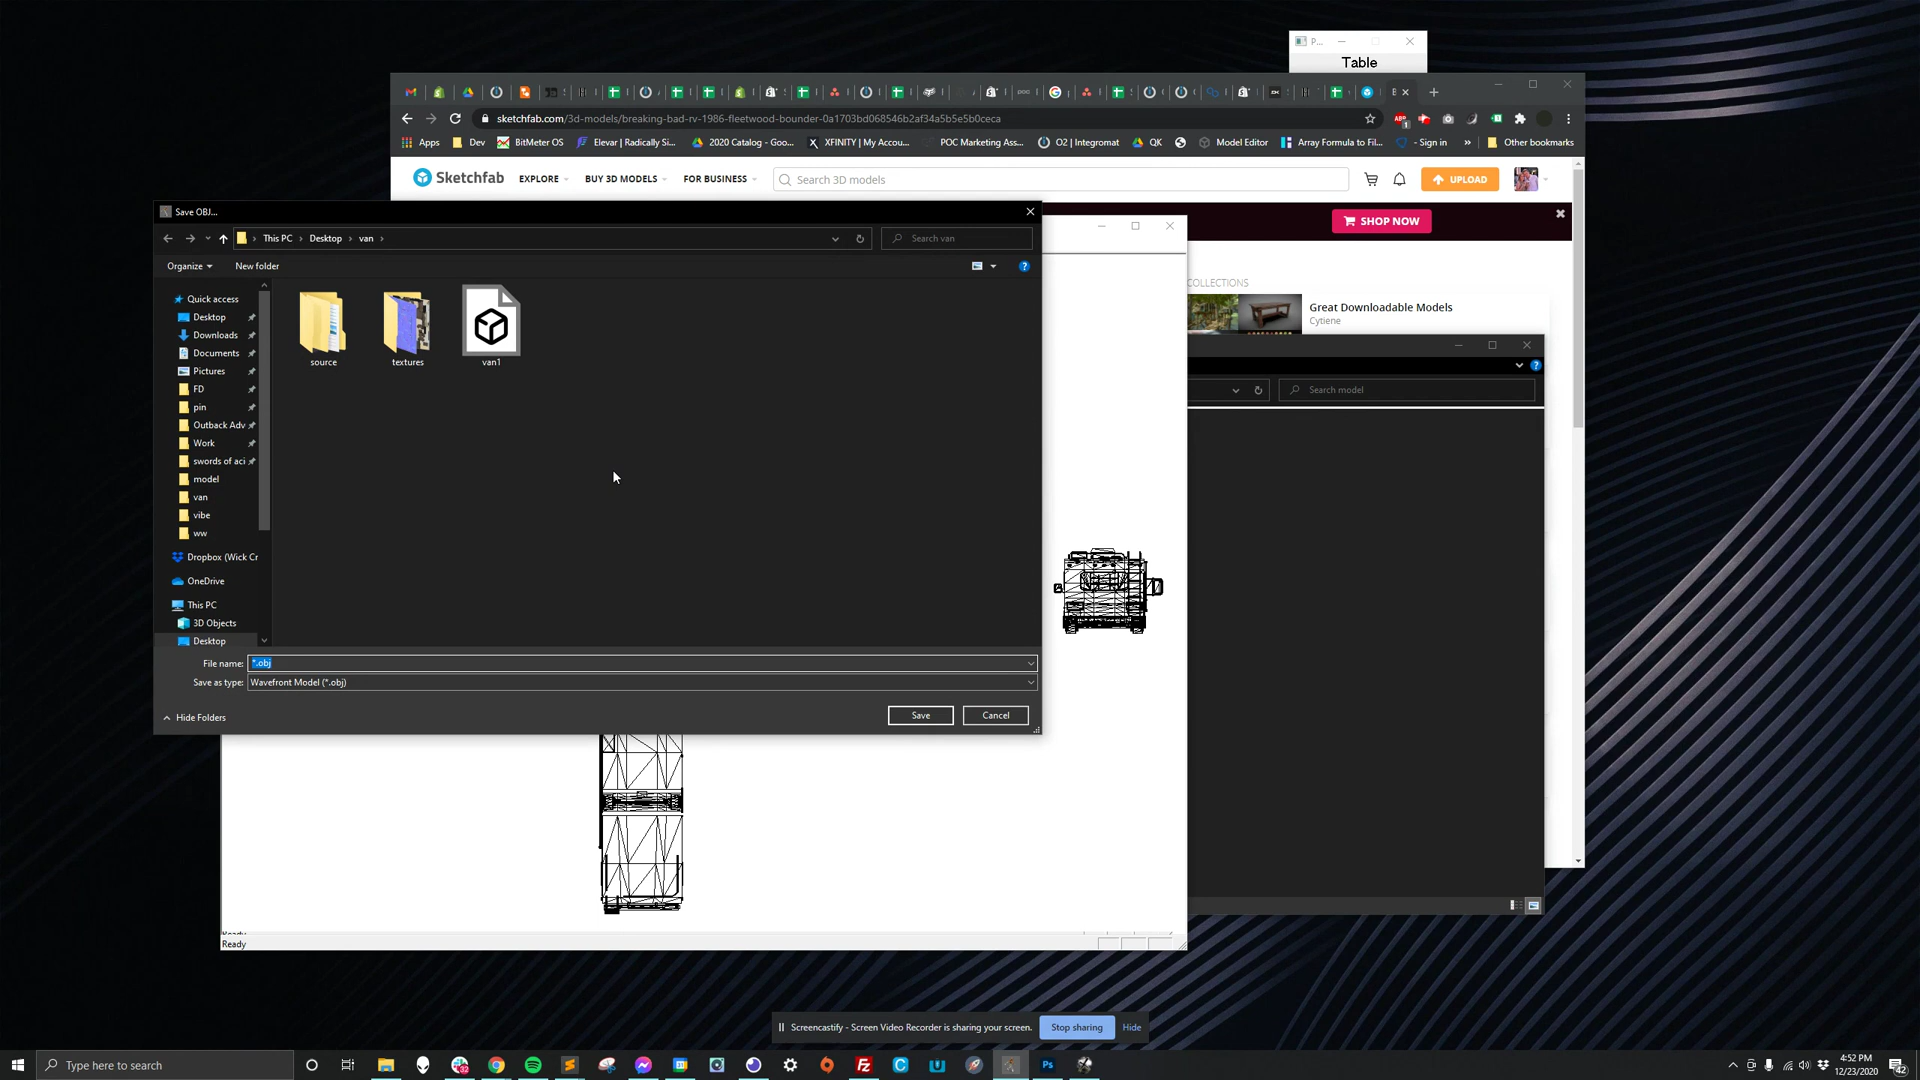 P...
Table
sketchfab.com/3d-models/breaking-bad-rv-1986-fleetwood-bounder-0a1703bd068546b2af34a5b5e5b0ceca
Apps
Dev
BitMeter OS
Elevar | Radically Si...
2020 Catalog - Goo...
XFINITY | My Accou...
POC Marketing Ass...
O2 | Integromat
QK
Model Editor
Array Formula to Fil...
- Sign in
»
Other bookmarks
Sketchfab
EXPLORE
BUY 3D MODELS
FOR BUSINESS
Search 3D models
UPLOAD
SHOP NOW
Save OBJ...
This PC > Desktop > van >
Search van
Organize
New folder
COLLECTIONS
Great Downloadable Models
Cytiene
Search model
Quick access
Desktop
Downloads
Documents
Pictures
FD
pin
Outback Adv
Work
swords of aci
model
van
vibe
ww
Dropbox (Wick Cr
OneDrive
This PC
3D Objects
Desktop
source
textures
van1
File name: *.obj
Save as type: Wavefront Model (*.obj)
Hide Folders
Save
Cancel
Ready
Ready
Screencastify - Screen Video Recorder is sharing your screen.
Stop sharing
Hide
Type here to search
4:52 PM
12/23/2020
42